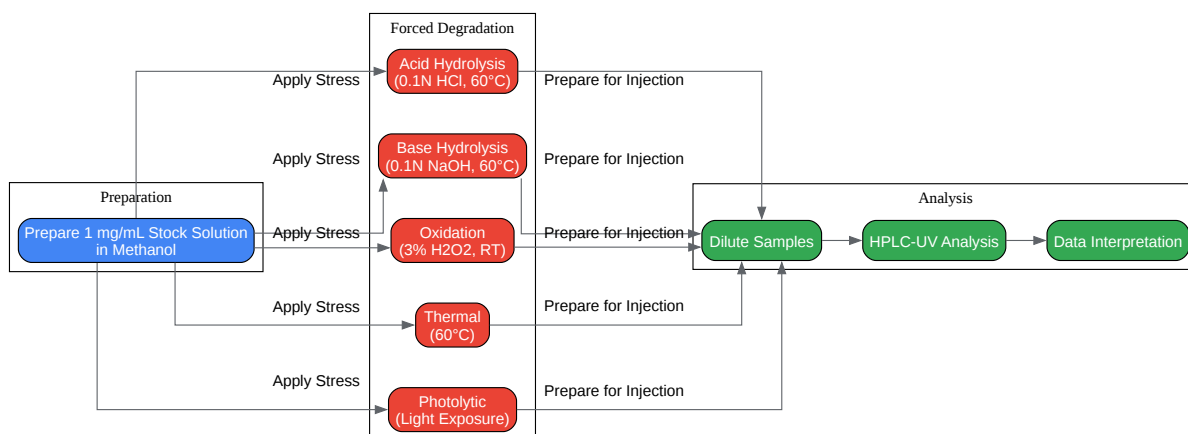 Preparation
Prepare 1 mg/mL Stock Solution
in Methanol
Apply Stress
Apply Stress
Apply Stress
Apply Stress
Apply Stress
Forced Degradation
Acid Hydrolysis
(0.1N HCl, 60°C)
Base Hydrolysis
(0.1N NaOH, 60°C)
Oxidation
(3% H2O2, RT)
Thermal
(60°C)
Photolytic
(Light Exposure)
Prepare for Injection
Prepare for Injection
Prepare for Injection
Prepare for Injection
Prepare for Injection
Analysis
Dilute Samples
HPLC-UV Analysis
Data Interpretation